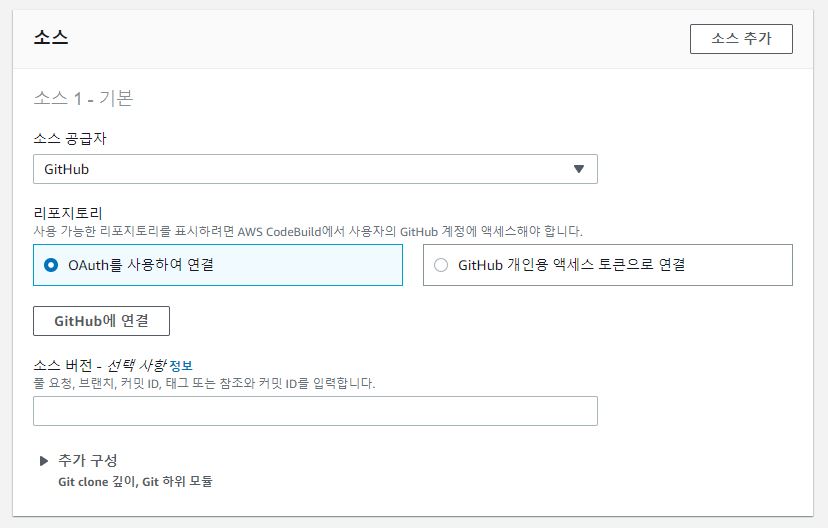 소스
소스 추가
소스 1 - 기본
소스 공급자
GitHub
리포지토리
사용 가능한 리포지토리를 표시하려면 AWS CodeBuild에서 사용자의 GitHub 계정에 액세스해야 합니다.
OAuth를 사용하여 연결
GitHub 개인용 액세스 토큰으로 연결
GitHub에 연결
소스 버전 - 선택 사항 정보
풀 요청, 브랜치, 커밋 ID, 태그 또는 참조와 커밋 ID를 입력합니다.
추가 구성
Git clone 깊이, Git 하위 모듈